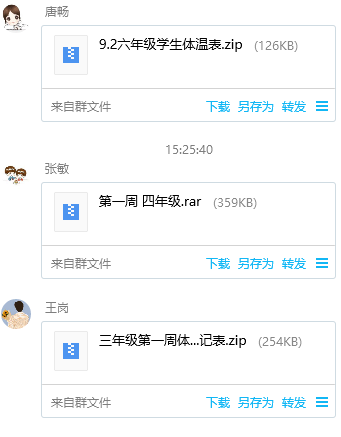 唐畅
9.2六年级学生体温表.zip (126KB)
来自群文件 下载 另存为 转发
15:25:40
张敏
第一周 四年级.rar (359KB)
来自群文件 下载 另存为 转发
王岗
三年级第一周体...记表.zip (254KB)
来自群文件 下载 另存为 转发